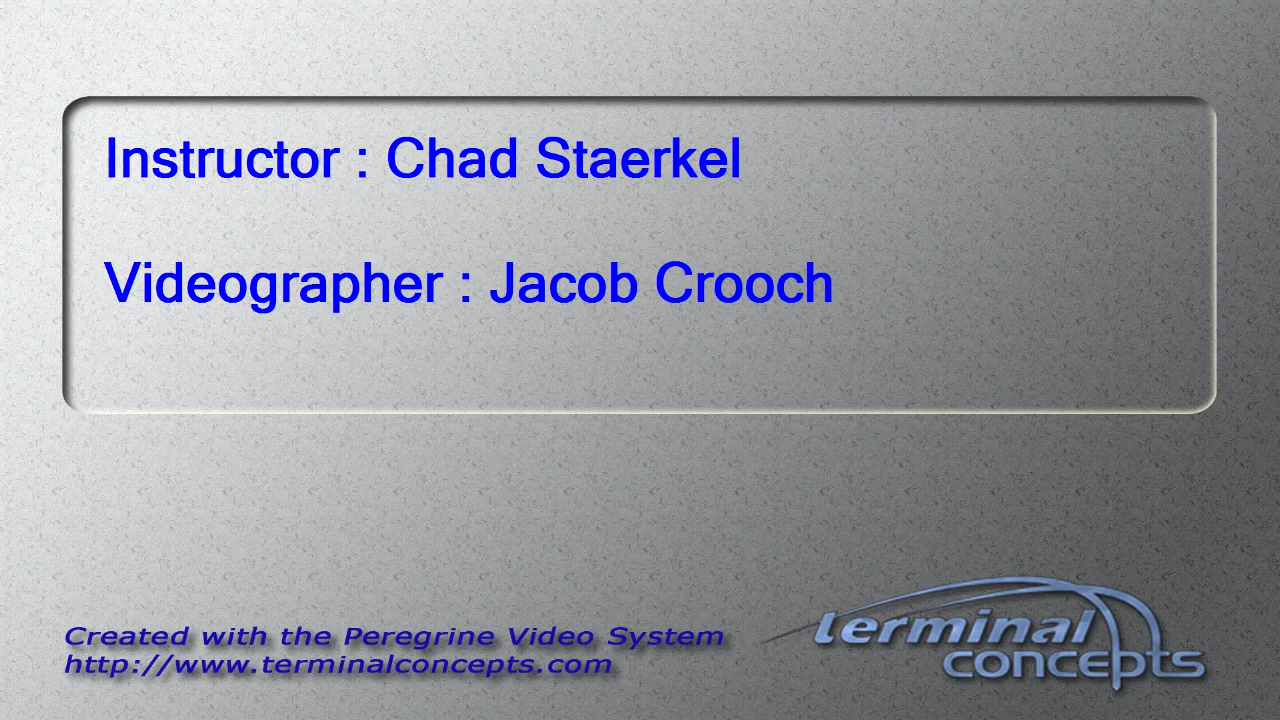 Instructor : Chad Staerkel
Videographer : Jacob Crooch
Created with the Peregrine Video System
http://www.terminalconcepts.com
terminal
concepts